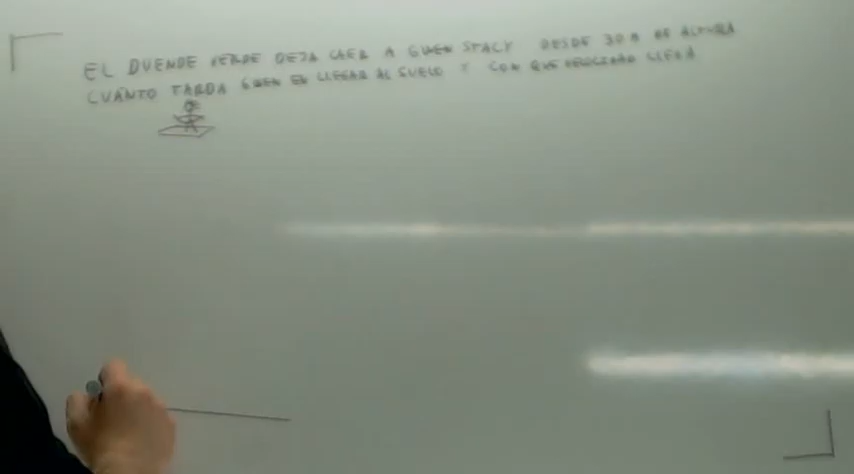 EL DUENDE VERDE DEJA CAER A GWEN STACY DESDE 30 M DE ALTURA
CUÁNTO TARDA GWEN EN LLEGAR AL SUELO Y CON QUE VELOCIDAD LLEGA